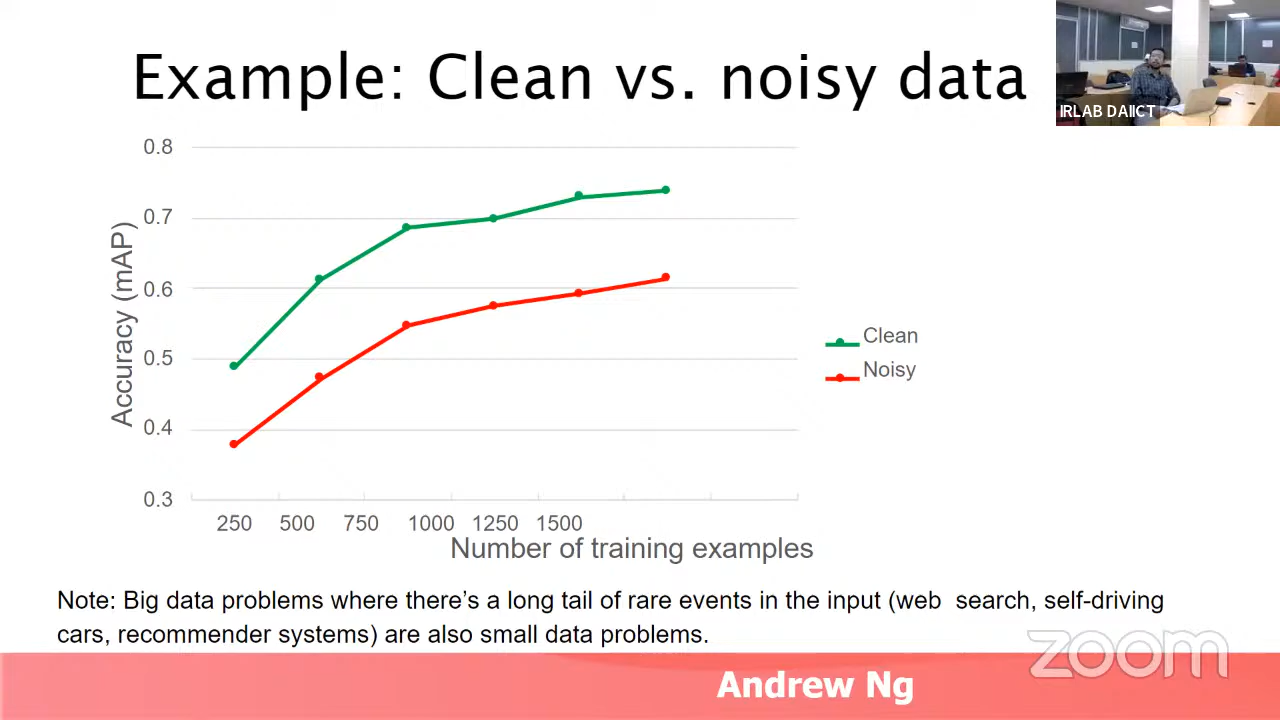 Example: Clean vs. noisy data
IRLAB DAIICT
0.8
0.7
0.6
0.5
0.4
0.3
Accuracy (mAP)
250 500 750 1000 1250 1500
Number of training examples
Clean
Noisy
Note: Big data problems where there's a long tail of rare events in the input (web search, self-driving
cars, recommender systems) are also small data problems.
zoom
Andrew Ng